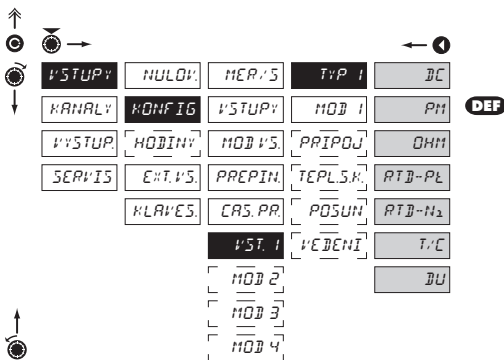 VSTUPY NULOV. MER/S TYP 1 DC
KANALY KONFIG VSTUPY MOD 1 PM DEF
VYSTUP. HODINY MOD VS. PRIPOJ OHM
SERVIS EXT.VS. PREPIN. TEPL.S.K. RTD-Pt
KLAVES. CAS. PR. POSUN RTD-Ni
VST. 1 VEDENI T/C
MOD 2 DU
MOD 3
MOD 4